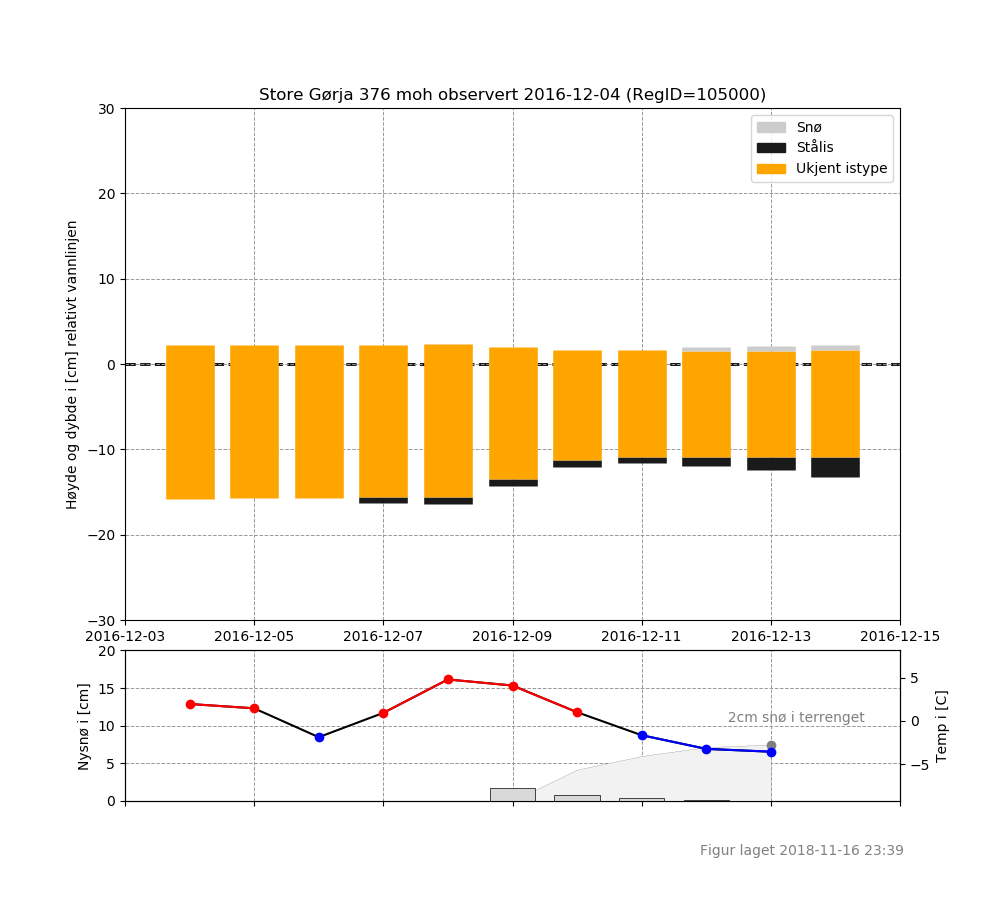 Store Gørja 376 moh observert 2016-12-04 (RegID=105000)
Snø
Stålis
Ukjent istype
Høyde og dybde i [cm] relativt vannlinjen
30
20
10
0
−10
−20
−30
2016-12-03 2016-12-05 2016-12-07 2016-12-09 2016-12-11 2016-12-13 2016-12-15
Nysnø i [cm]
20
15
10
5
0
2cm snø i terrenget
5
0
−5
Temp i [C]
Figur laget 2018-11-16 23:39